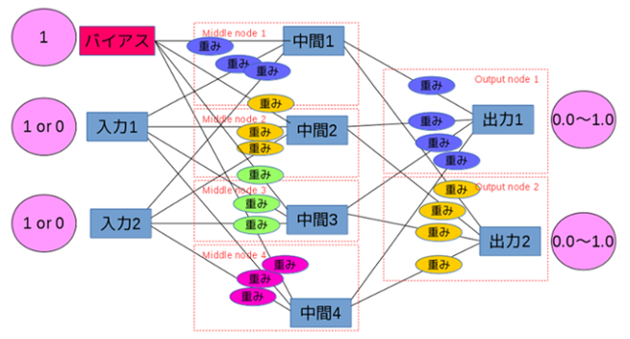 1
バイアス
Middle node 1
重み
重み
重み
中間1
重み
Output node 1
重み
重み
重み
重み
出力1
0.0～1.0
1 or 0
入力1
Middle node 2
重み
重み
中間2
重み
Output node 2
重み
重み
重み
重み
出力2
0.0～1.0
1 or 0
入力2
Middle node 3
重み
重み
中間3
Middle node 4
重み
重み
重み
中間4